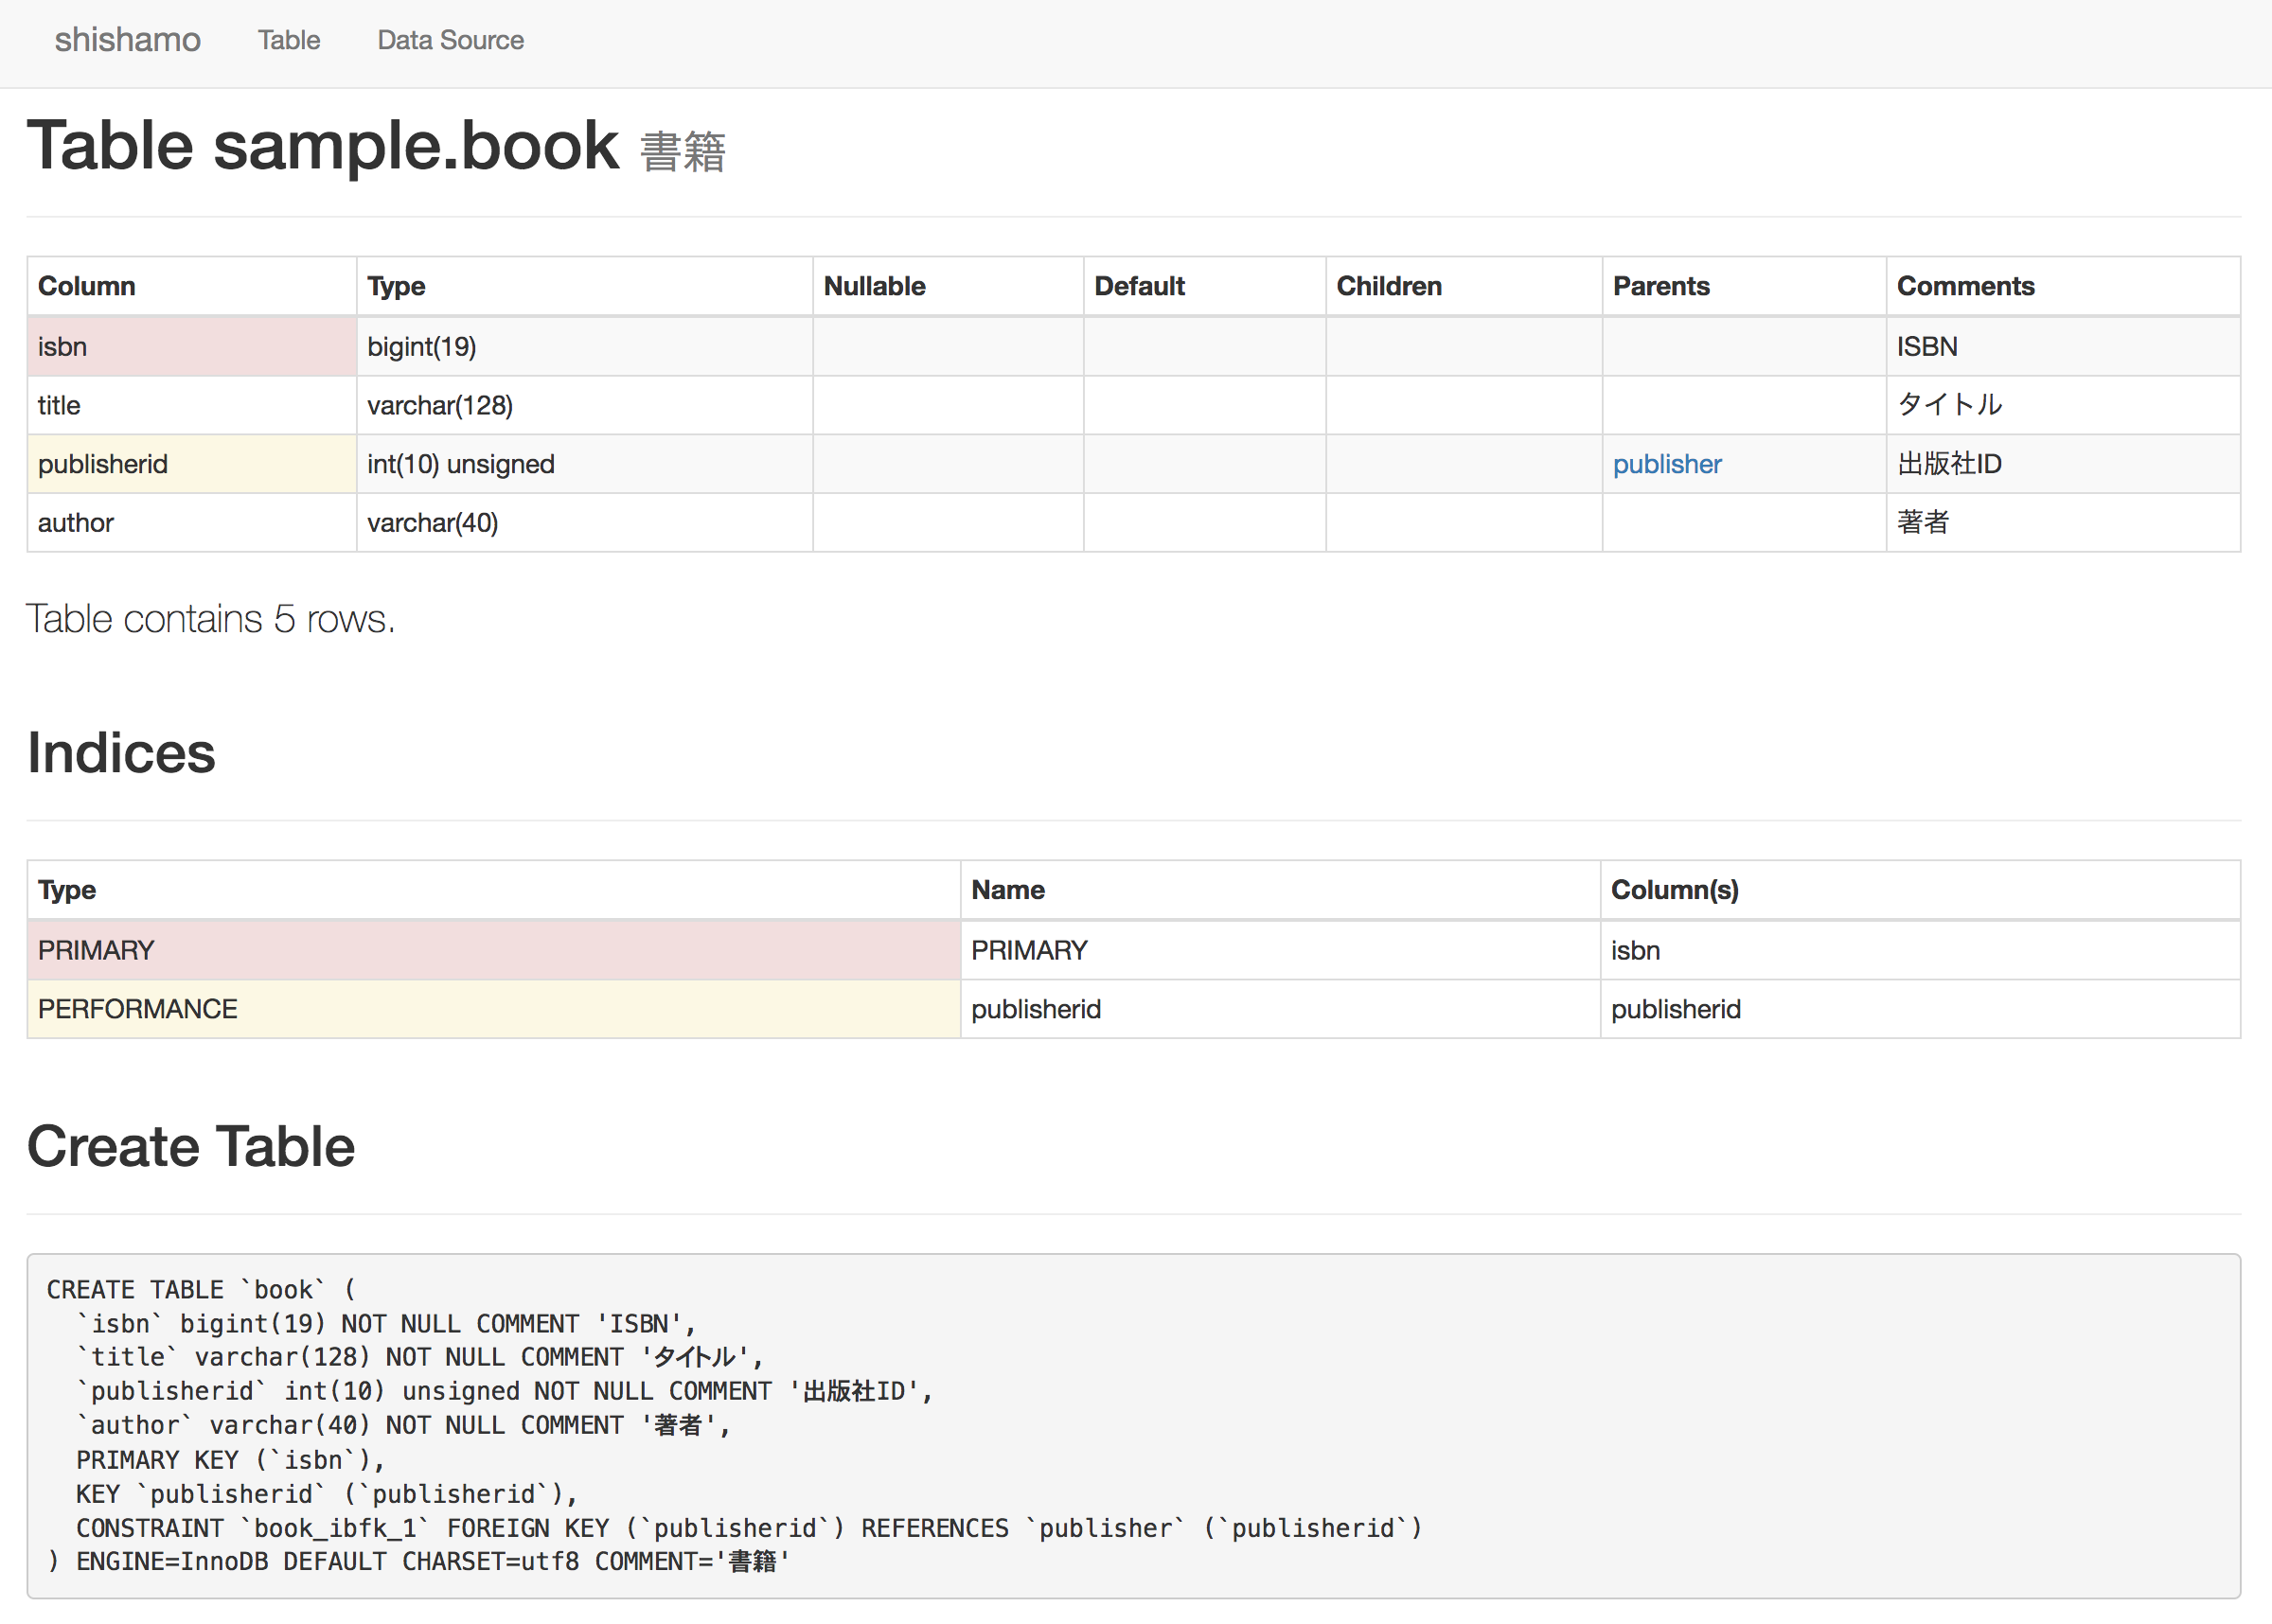 shishamo Table Data Source
Table sample.book 書籍
Column Type Nullable Default Children Parents Comments
isbn bigint(19) ISBN
title varchar(128) タイトル
publisherid int(10) unsigned publisher 出版社ID
author varchar(40) 著者
Table contains 5 rows.
Indices
Type Name Column(s)
PRIMARY PRIMARY isbn
PERFORMANCE publisherid publisherid
Create Table
CREATE TABLE `book` (
  `isbn` bigint(19) NOT NULL COMMENT 'ISBN',
  `title` varchar(128) NOT NULL COMMENT 'タイトル',
  `publisherid` int(10) unsigned NOT NULL COMMENT '出版社ID',
  `author` varchar(40) NOT NULL COMMENT '著者',
  PRIMARY KEY (`isbn`),
  KEY `publisherid` (`publisherid`),
  CONSTRAINT `book_ibfk_1` FOREIGN KEY (`publisherid`) REFERENCES `publisher` (`publisherid`)
) ENGINE=InnoDB DEFAULT CHARSET=utf8 COMMENT='書籍'